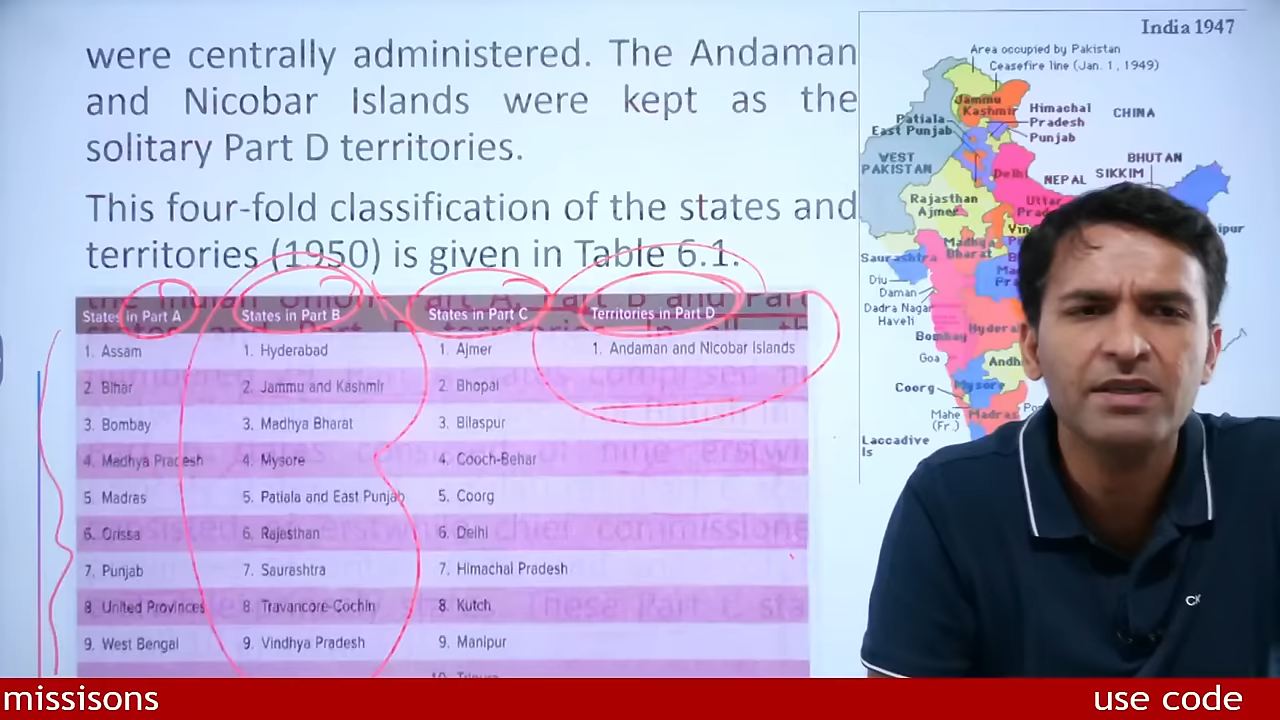 were centrally administered. The Andaman
and Nicobar Islands were kept as the
solitary Part D territories.
This four-fold classification of the states and
territories (1950) is given in Table 6.1.
States in Part A States in Part B States in Part C Territories in Part D
1. Assam 1. Hyderabad 1. Ajmer 1. Andaman and Nicobar Islands
2. Bihar 2. Jammu and Kashmir 2. Bhopal
3. Bombay 3. Madhya Bharat 3. Bilaspur
4. Madhya Pradesh 4. Mysore 4. Cooch-Behar
5. Madras 5. Patiala and East Punjab 5. Coorg
6. Orissa 6. Rajasthan 6. Delhi
7. Punjab 7. Saurashtra 7. Himachal Pradesh
8. United Provinces 8. Travancore-Cochin 8. Kutch
9. West Bengal 9. Vindhya Pradesh 9. Manipur
India 1947
Area occupied by Pakistan
Ceasefire line (Jan. 1, 1949)
Jammu
Kashmir
Himachal
Pradesh
Punjab
CHINA
Patiala
East Punjab
WEST
PAKISTAN
Delhi
NEPAL
SIKKIM
BHUTAN
Rajasthan
Ajmer
Uttar
Madhya
Bharat
Saurashtra
Diu
Daman
Dadra Nagar
Haveli
Bombay
Goa
Coorg
Mysore
Mahe
(Fr.)
Madras
Laccadive
Is
missisons
use code